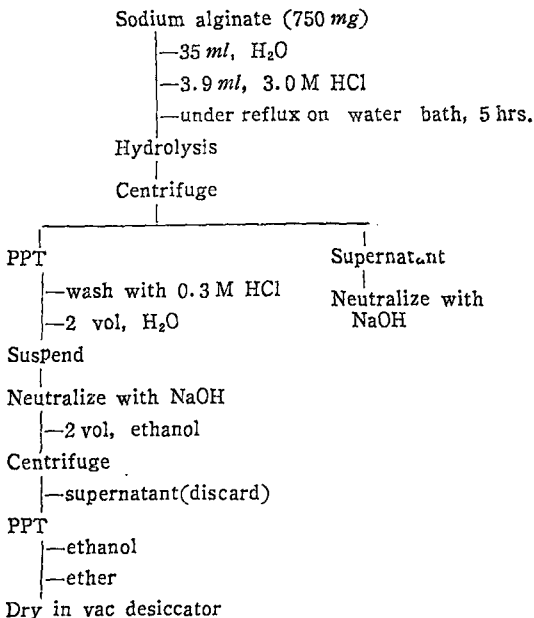 Sodium alginate (750 mg)
—35 ml, H₂O
—3.9 ml, 3.0 M HCl
—under reflux on water bath, 5 hrs.
Hydrolysis
Centrifuge
PPT
—wash with 0.3 M HCl
—2 vol, H₂O
Suspend
Neutralize with NaOH
—2 vol, ethanol
Centrifuge
—supernatant(discard)
PPT
—ethanol
—ether
Dry in vac desiccator
Supernatant
Neutralize with
NaOH